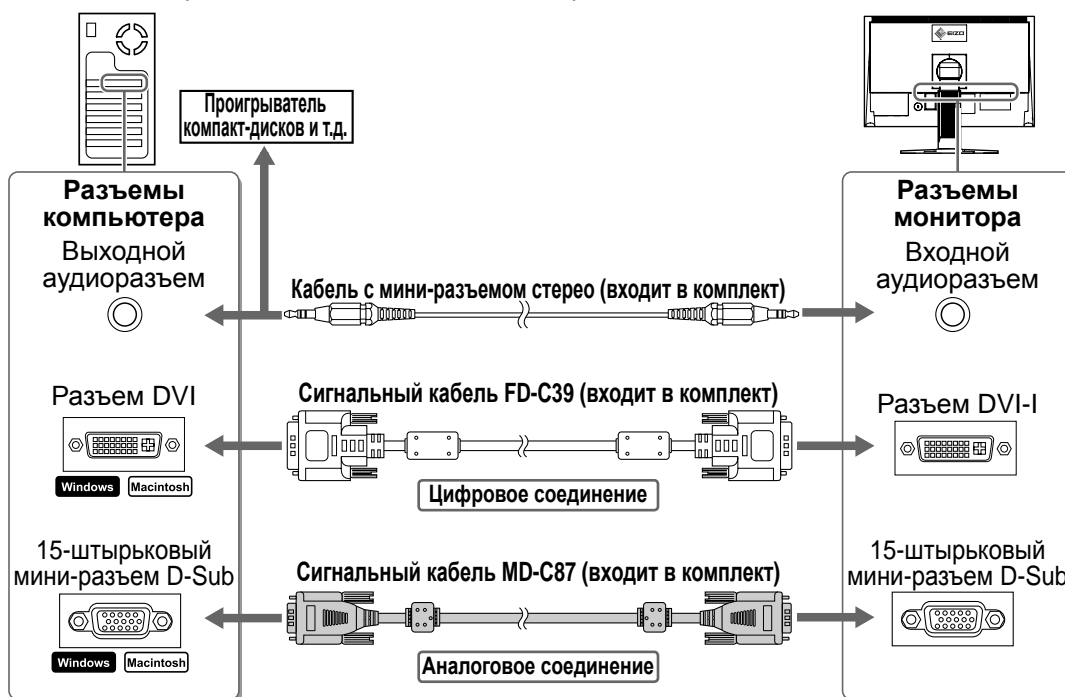 EIZO
Проигрыватель
компакт-дисков и т.д.
Разъемы
компьютера
Выходной
аудиоразъем
Разъемы
монитора
Входной
аудиоразъем
Кабель с мини-разъемом стерео (входит в комплект)
Разъем DVI
Windows Macintosh
Сигнальный кабель FD-C39 (входит в комплект)
Цифровое соединение
Разъем DVI-I
15-штырьковый
мини-разъем D-Sub
Windows Macintosh
Сигнальный кабель MD-C87 (входит в комплект)
Аналоговое соединение
15-штырьковый
мини-разъем D-Sub